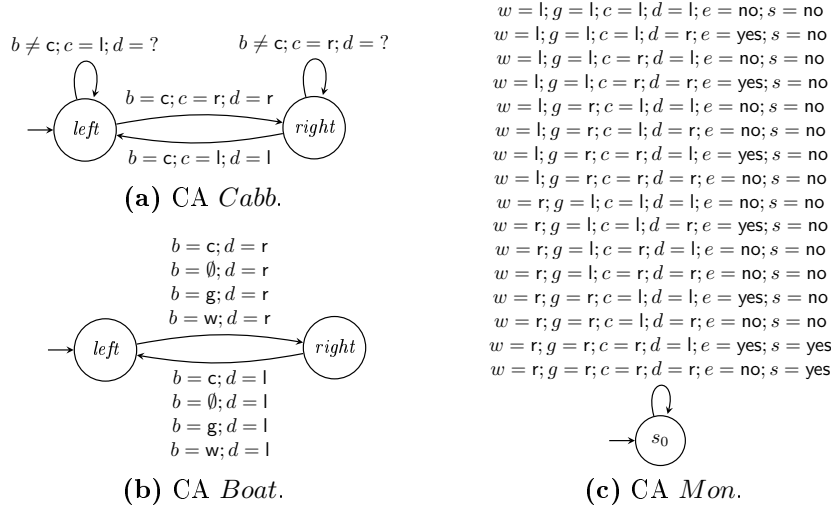 b ≠ c; c = l; d = ?
b ≠ c; c = r; d = ?
b = c; c = r; d = r
left
right
b = c; c = l; d = l
(a) CA Cabb.
b = c; d = r
b = ∅; d = r
b = g; d = r
b = w; d = r
left
right
b = c; d = l
b = ∅; d = l
b = g; d = l
b = w; d = l
(b) CA Boat.
w = l; g = l; c = l; d = l; e = no; s = no
w = l; g = l; c = l; d = r; e = yes; s = no
w = l; g = l; c = r; d = l; e = no; s = no
w = l; g = l; c = r; d = r; e = yes; s = no
w = l; g = r; c = l; d = l; e = no; s = no
w = l; g = r; c = l; d = r; e = no; s = no
w = l; g = r; c = r; d = l; e = yes; s = no
w = l; g = r; c = r; d = r; e = no; s = no
w = r; g = l; c = l; d = l; e = no; s = no
w = r; g = l; c = l; d = r; e = yes; s = no
w = r; g = l; c = r; d = l; e = no; s = no
w = r; g = l; c = r; d = r; e = no; s = no
w = r; g = r; c = l; d = l; e = yes; s = no
w = r; g = r; c = l; d = r; e = no; s = no
w = r; g = r; c = r; d = l; e = yes; s = yes
w = r; g = r; c = r; d = r; e = no; s = yes
s₀
(c) CA Mon.